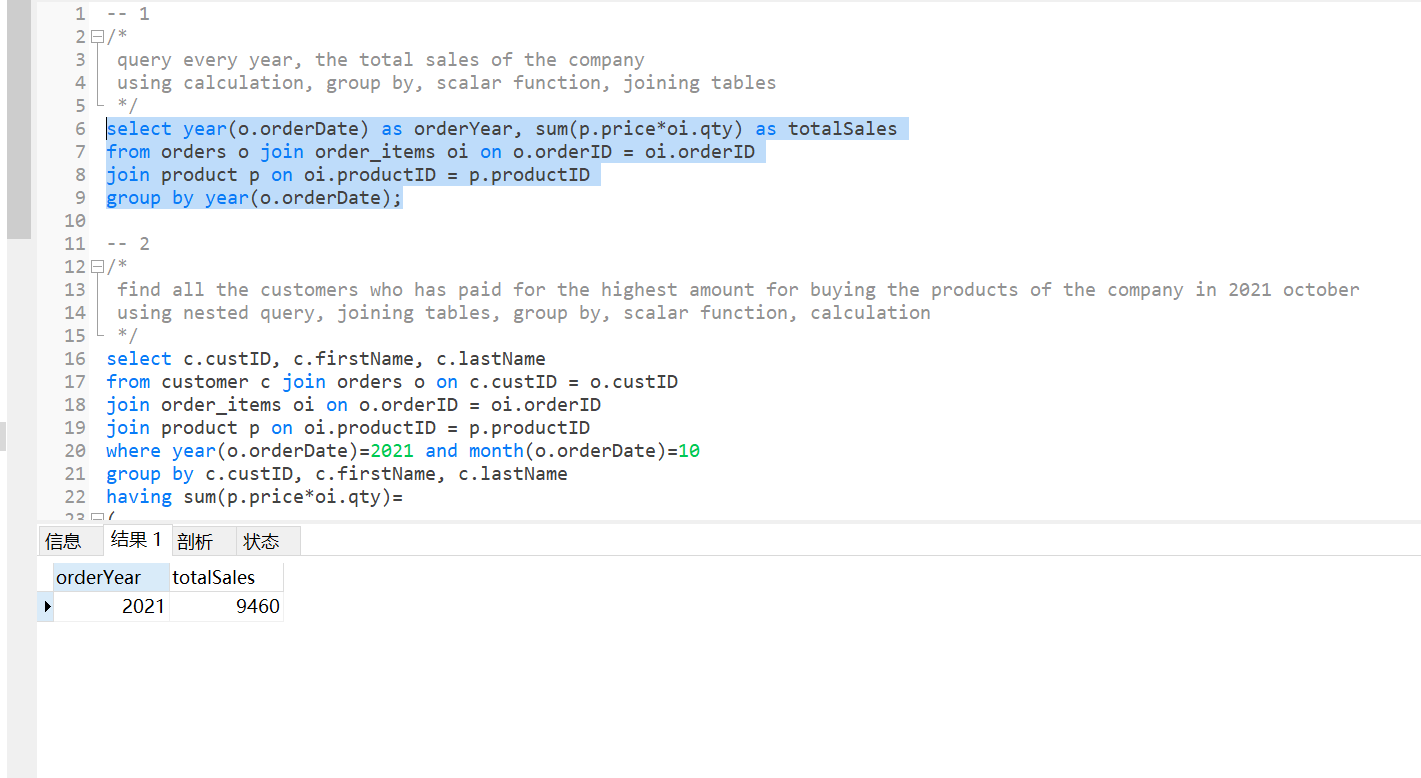 1 -- 1
2 /*
3 query every year, the total sales of the company
4 using calculation, group by, scalar function, joining tables
5 */
6 select year(o.orderDate) as orderYear, sum(p.price*oi.qty) as totalSales
7 from orders o join order_items oi on o.orderID = oi.orderID
8 join product p on oi.productID = p.productID
9 group by year(o.orderDate);
10
11 -- 2
12 /*
13 find all the customers who has paid for the highest amount for buying the products of the company in 2021 october
14 using nested query, joining tables, group by, scalar function, calculation
15 */
16 select c.custID, c.firstName, c.lastName
17 from customer c join orders o on c.custID = o.custID
18 join order_items oi on o.orderID = oi.orderID
19 join product p on oi.productID = p.productID
20 where year(o.orderDate)=2021 and month(o.orderDate)=10
21 group by c.custID, c.firstName, c.lastName
22 having sum(p.price*oi.qty)=
23 (
信息 结果 1 剖析 状态
orderYear totalSales
2021 9460